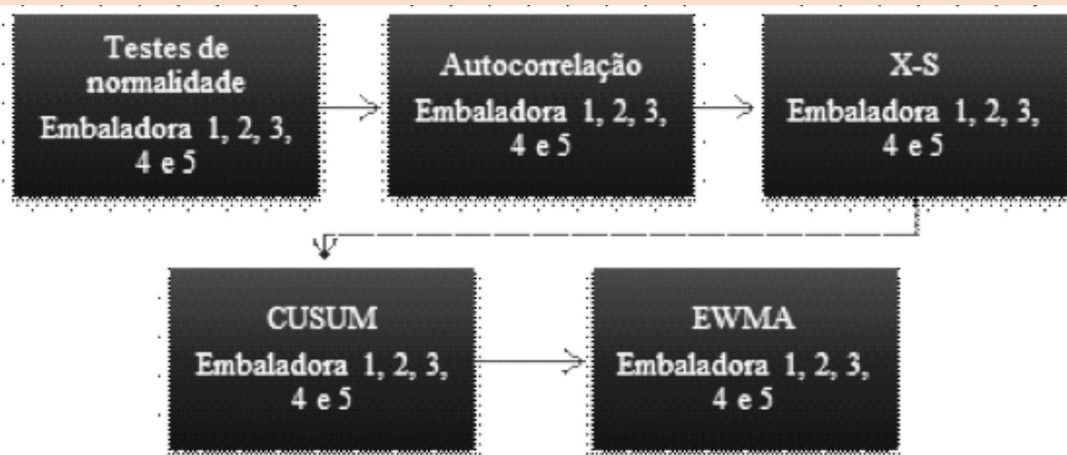 Testes de
normalidade
Embaladora 1, 2, 3,
4 e 5
Autocorrelação
Embaladora 1, 2, 3,
4 e 5
X-S
Embaladora 1, 2, 3,
4 e 5
CUSUM
Embaladora 1, 2, 3,
4 e 5
EWMA
Embaladora 1, 2, 3,
4 e 5